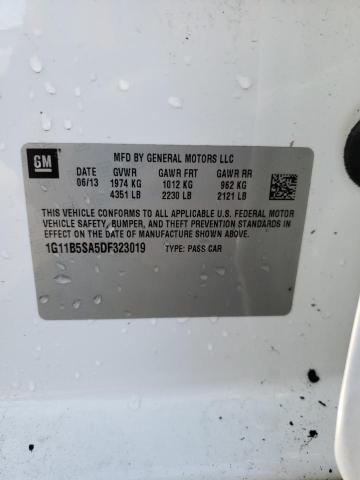 GM
MFD BY GENERAL MOTORS LLC
DATE GVWR GAWR FRT GAWR RR
06/13 1974 KG 1012 KG 962 KG
4351 LB 2230 LB 2121 LB
THIS VEHICLE CONFORMS TO ALL APPLICABLE U.S. FEDERAL MOTOR
VEHICLE SAFETY, BUMPER, AND THEFT PREVENTION STANDARDS IN
EFFECT ON THE DATE OF MANUFACTURE SHOWN ABOVE.
1G11B5SA5DF323019 TYPE: PASS CAR